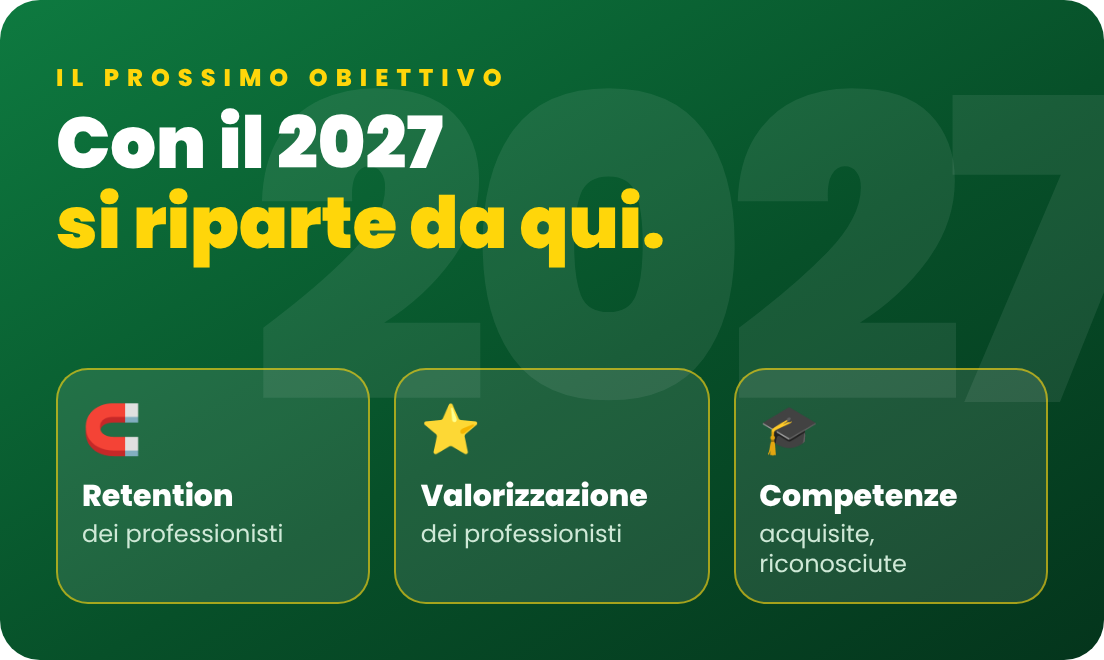 IL PROSSIMO OBIETTIVO
Con il 2027
si riparte da qui.
2027
Retention
dei professionisti
Valorizzazione
dei professionisti
Competenze
acquisite,
riconosciute